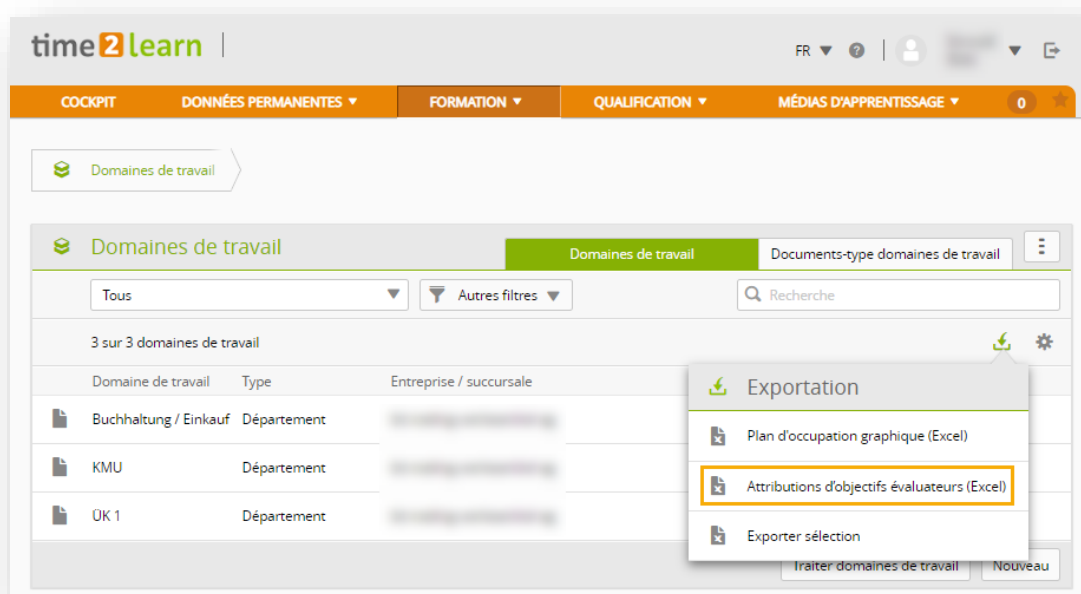 time2learn
FR
COCKPIT DONNÉES PERMANENTES FORMATION QUALIFICATION MÉDIAS D'APPRENTISSAGE 0
Domaines de travail
Domaines de travail Domaines de travail Documents-type domaines de travail
Tous Autres filtres Recherche
3 sur 3 domaines de travail
Domaine de travail Type Entreprise / succursale
Exportation
Buchhaltung / Einkauf Département
Plan d'occupation graphique (Excel)
KMU Département
Attributions d'objectifs évaluateurs (Excel)
ÜK 1 Département
Exporter sélection
Traiter domaines de travail Nouveau